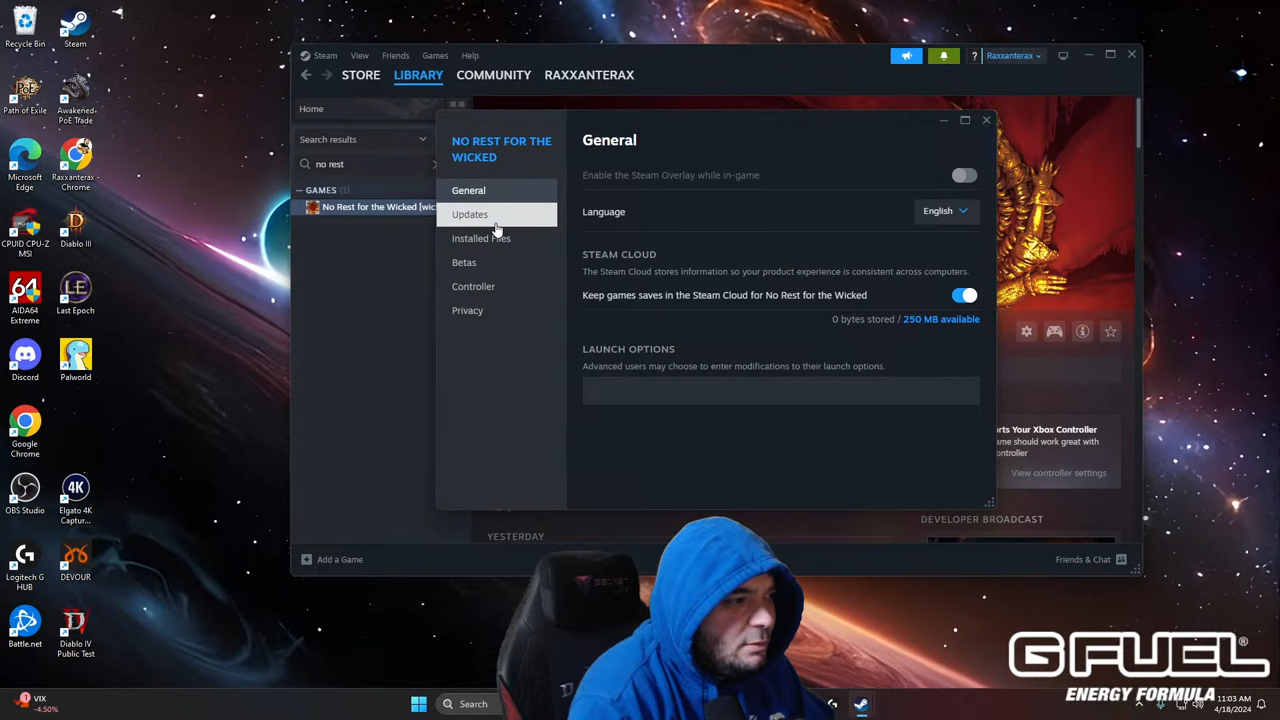 Recycle Bin
Steam
Path of Exile
Awakened PoE Trade
Microsoft Edge
Raxxanterax - Chrome
CPUID CPU-Z MSI
Diablo III
AIDA64 Extreme
Last Epoch
Discord
Palworld
Google Chrome
OBS Studio
Elgato 4K Captur...
Logitech G HUB
DEVOUR
Battle.net
Diablo IV Public Test
64
LE
4K
Steam View Friends Games Help
? Raxxanterax
STORE LIBRARY COMMUNITY RAXXANTERAX
Home
Search results
no rest
GAMES (1)
No Rest for the Wicked [wic
NO REST FOR THE
WICKED
General
Updates
Installed Files
Betas
Controller
Privacy
General
Enable the Steam Overlay while in-game
Language
English
STEAM CLOUD
The Steam Cloud stores information so your product experience is consistent across computers.
Keep games saves in the Steam Cloud for No Rest for the Wicked
0 bytes stored / 250 MB available
LAUNCH OPTIONS
Advanced users may choose to enter modifications to their launch options.
rts Your Xbox Controller
ame should work great with
ontroller
View controller settings
DEVELOPER BROADCAST
YESTERDAY
Add a Game
Friends & Chat
GFUEL®
ENERGY FORMULA
1
VIX
-4.50%
Search
11:03 AM
4/18/2024